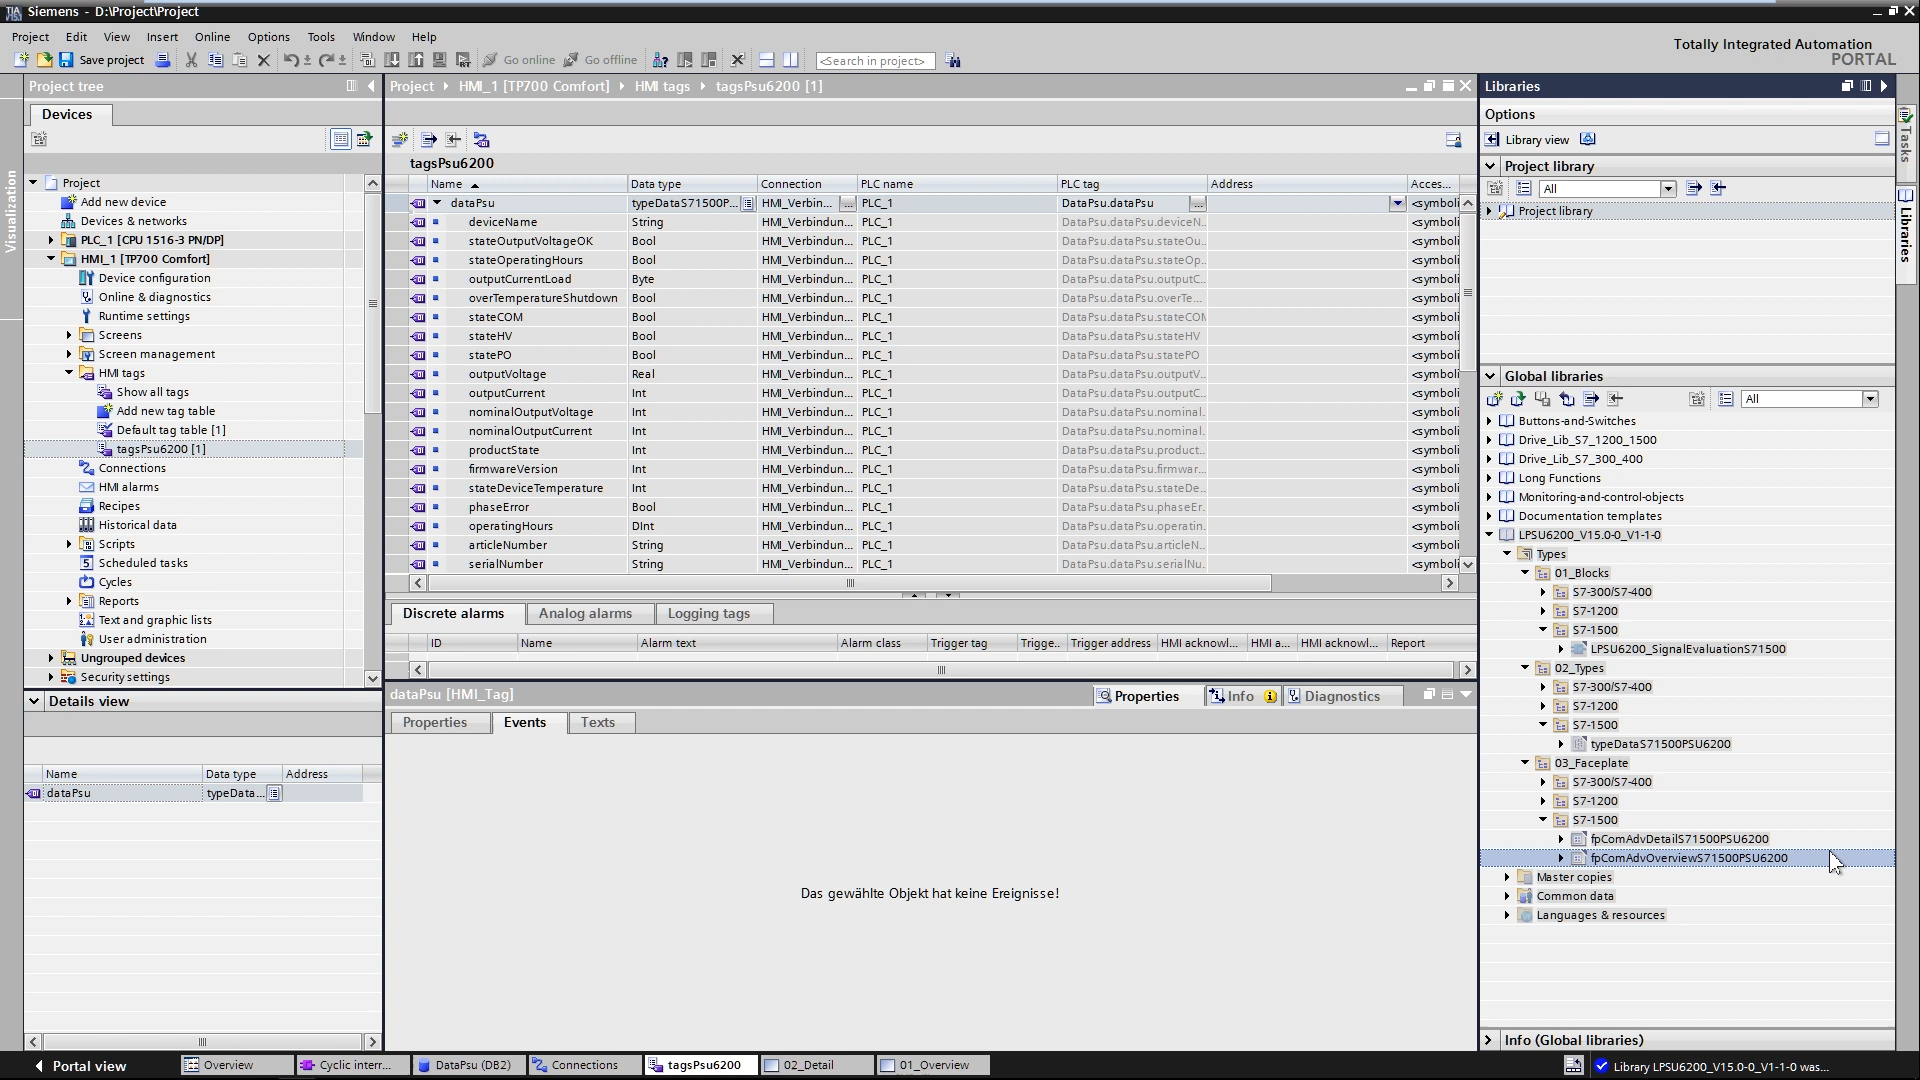 Siemens - D:\Project\Project
Project Edit View Insert Online Options Tools Window Help
Totally Integrated Automation
PORTAL
Save project
Go online
Go offline
<Search in project>
Project tree
Devices
Visualization
Project
Add new device
Devices & networks
PLC_1 [CPU 1516-3 PN/DP]
HMI_1 [TP700 Comfort]
Device configuration
Online & diagnostics
Runtime settings
Screens
Screen management
HMI tags
Show all tags
Add new tag table
Default tag table [1]
tagsPsu6200 [1]
Connections
HMI alarms
Recipes
Historical data
Scripts
Scheduled tasks
Cycles
Reports
Text and graphic lists
User administration
Ungrouped devices
Security settings
Details view
Name Data type Address
dataPsu typeData...
Project HMI_1 [TP700 Comfort] HMI tags tagsPsu6200 [1]
tagsPsu6200
Name Data type Connection PLC name PLC tag Address Acces...
dataPsu typeDataS71500P... HMI_Verbin... ... PLC_1 DataPsu.dataPsu ... <symboli
deviceName String HMI_Verbindun... PLC_1 DataPsu.dataPsu.deviceN... <symboli
stateOutputVoltageOK Bool HMI_Verbindun... PLC_1 DataPsu.dataPsu.stateOu... <symboli
stateOperatingHours Bool HMI_Verbindun... PLC_1 DataPsu.dataPsu.stateOp... <symboli
outputCurrentLoad Byte HMI_Verbindun... PLC_1 DataPsu.dataPsu.outputC... <symboli
overTemperatureShutdown Bool HMI_Verbindun... PLC_1 DataPsu.dataPsu.overTe... <symboli
stateCOM Bool HMI_Verbindun... PLC_1 DataPsu.dataPsu.stateCOM <symboli
stateHV Bool HMI_Verbindun... PLC_1 DataPsu.dataPsu.stateHV <symboli
statePO Bool HMI_Verbindun... PLC_1 DataPsu.dataPsu.statePO <symboli
outputVoltage Real HMI_Verbindun... PLC_1 DataPsu.dataPsu.outputV... <symboli
outputCurrent Int HMI_Verbindun... PLC_1 DataPsu.dataPsu.outputC... <symboli
nominalOutputVoltage Int HMI_Verbindun... PLC_1 DataPsu.dataPsu.nominal... <symboli
nominalOutputCurrent Int HMI_Verbindun... PLC_1 DataPsu.dataPsu.nominal... <symboli
productState Int HMI_Verbindun... PLC_1 DataPsu.dataPsu.product... <symboli
firmwareVersion Int HMI_Verbindun... PLC_1 DataPsu.dataPsu.firmwar... <symboli
stateDeviceTemperature Int HMI_Verbindun... PLC_1 DataPsu.dataPsu.stateDe... <symboli
phaseError Bool HMI_Verbindun... PLC_1 DataPsu.dataPsu.phaseEr... <symboli
operatingHours DInt HMI_Verbindun... PLC_1 DataPsu.dataPsu.operatin... <symboli
articleNumber String HMI_Verbindun... PLC_1 DataPsu.dataPsu.articleN... <symboli
serialNumber String HMI_Verbindun... PLC_1 DataPsu.dataPsu.serialNu... <symboli
Discrete alarms Analog alarms Logging tags
ID Name Alarm text Alarm class Trigger tag Trigge.. Trigger address HMI acknowl... HMI a... HMI acknowl... Report
dataPsu [HMI_Tag]
Properties Info Diagnostics
Properties Events Texts
Das gewählte Objekt hat keine Ereignisse!
Libraries
Options
Library view
Project library
All
Project library
Global libraries
All
Buttons-and-Switches
Drive_Lib_S7_1200_1500
Drive_Lib_S7_300_400
Long Functions
Monitoring-and-control-objects
Documentation templates
LPSU6200_V15.0-0_V1-1-0
Types
01_Blocks
S7-300/S7-400
S7-1200
S7-1500
LPSU6200_SignalEvaluationS71500
02_Types
S7-300/S7-400
S7-1200
S7-1500
typeDataS71500PSU6200
03_Faceplate
S7-300/S7-400
S7-1200
S7-1500
fpComAdvDetailS71500PSU6200
fpComAdvOverviewS71500PSU6200
Master copies
Common data
Languages & resources
Info (Global libraries)
Tasks
Libraries
Portal view
Overview
Cyclic interr...
DataPsu (DB2)
Connections
tagsPsu6200
02_Detail
01_Overview
Library LPSU6200_V15.0-0_V1-1-0 was...